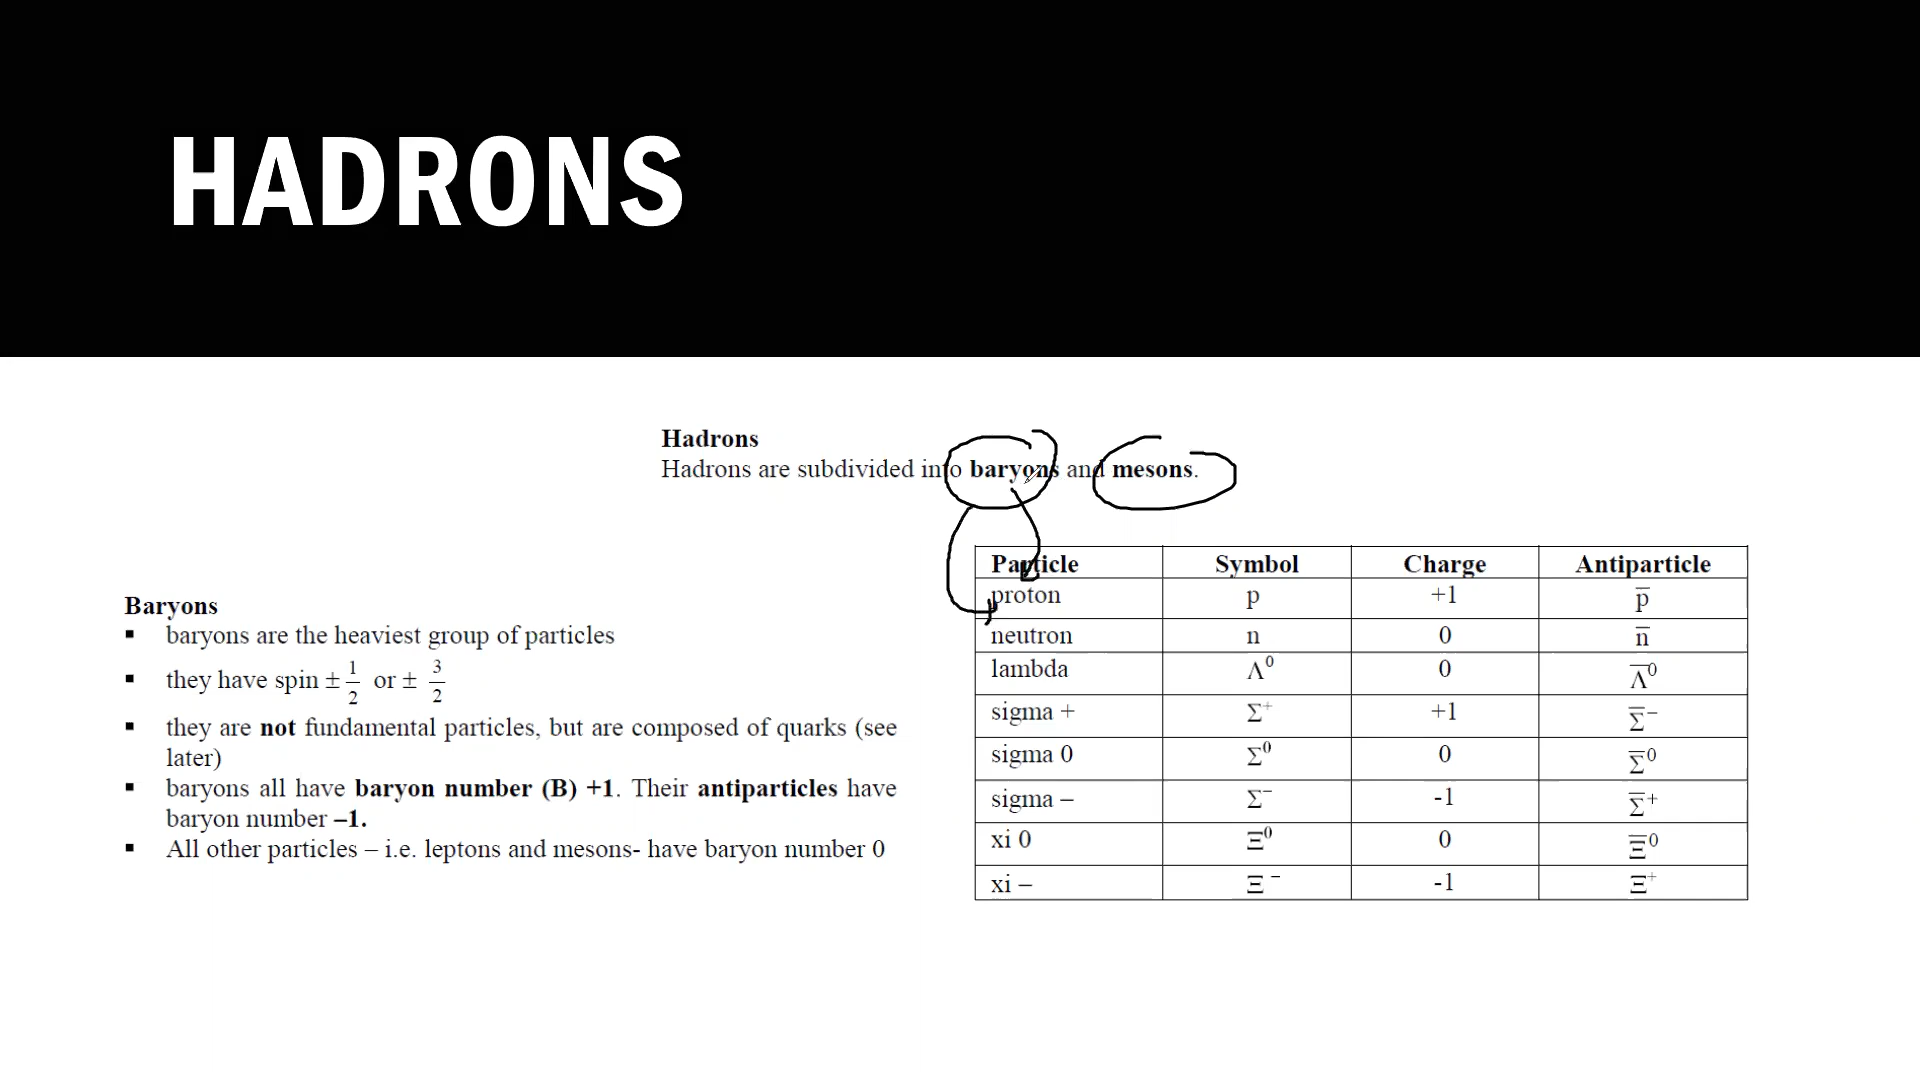 HADRONS
Hadrons
Hadrons are subdivided into baryons and mesons.
Baryons
▪ baryons are the heaviest group of particles
▪ they have spin ± 1/2 or ± 3/2
▪ they are not fundamental particles, but are composed of quarks (see
later)
▪ baryons all have baryon number (B) +1. Their antiparticles have
baryon number –1.
▪ All other particles – i.e. leptons and mesons- have baryon number 0
Particle Symbol Charge Antiparticle
proton p +1 p̅
neutron n 0 n̅
lambda Λ⁰ 0 Λ̅⁰
sigma + Σ⁺ +1 Σ̅⁻
sigma 0 Σ⁰ 0 Σ̅⁰
sigma – Σ⁻ -1 Σ̅⁺
xi 0 Ξ⁰ 0 Ξ̅⁰
xi – Ξ⁻ -1 Ξ⁺